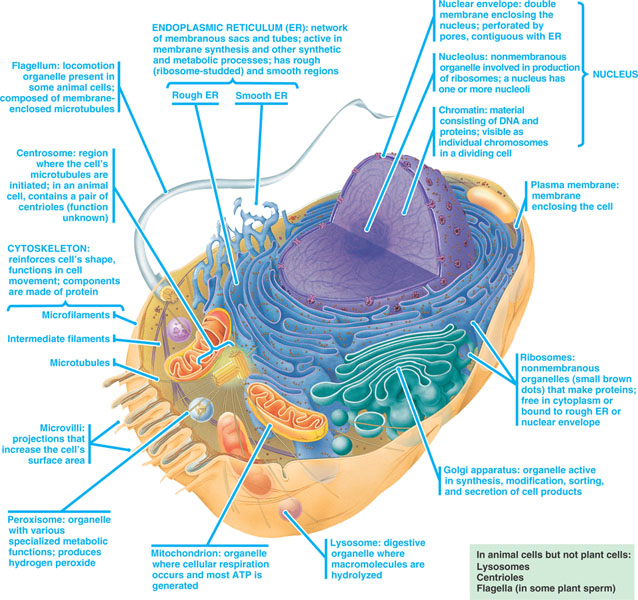 Nuclear envelope: double
membrane enclosing the
nucleus; perforated by
pores, contiguous with ER
Nucleolus: nonmembranous
organelle involved in production
of ribosomes; a nucleus has
one or more nucleoli
Chromatin: material
consisting of DNA and
proteins; visible as
individual chromosomes
in a dividing cell
NUCLEUS
ENDOPLASMIC RETICULUM (ER): network
of membranous sacs and tubes; active in
membrane synthesis and other synthetic
and metabolic processes; has rough
(ribosome-studded) and smooth regions
Rough ER
Smooth ER
Flagellum: locomotion
organelle present in
some animal cells;
composed of membrane-
enclosed microtubules
Centrosome: region
where the cell's
microtubules are
initiated; in an animal
cell, contains a pair of
centrioles (function
unknown)
CYTOSKELETON:
reinforces cell's shape,
functions in cell
movement; components
are made of protein
Microfilaments
Intermediate filaments
Microtubules
Microvilli:
projections that
increase the cell's
surface area
Peroxisome: organelle
with various
specialized metabolic
functions; produces
hydrogen peroxide
Mitochondrion: organelle
where cellular respiration
occurs and most ATP is
generated
Lysosome: digestive
organelle where
macromolecules are
hydrolyzed
Golgi apparatus: organelle active
in synthesis, modification, sorting,
and secretion of cell products
Ribosomes:
nonmembranous
organelles (small brown
dots) that make proteins;
free in cytoplasm or
bound to rough ER or
nuclear envelope
Plasma membrane:
membrane
enclosing the cell
In animal cells but not plant cells:
Lysosomes
Centrioles
Flagella (in some plant sperm)